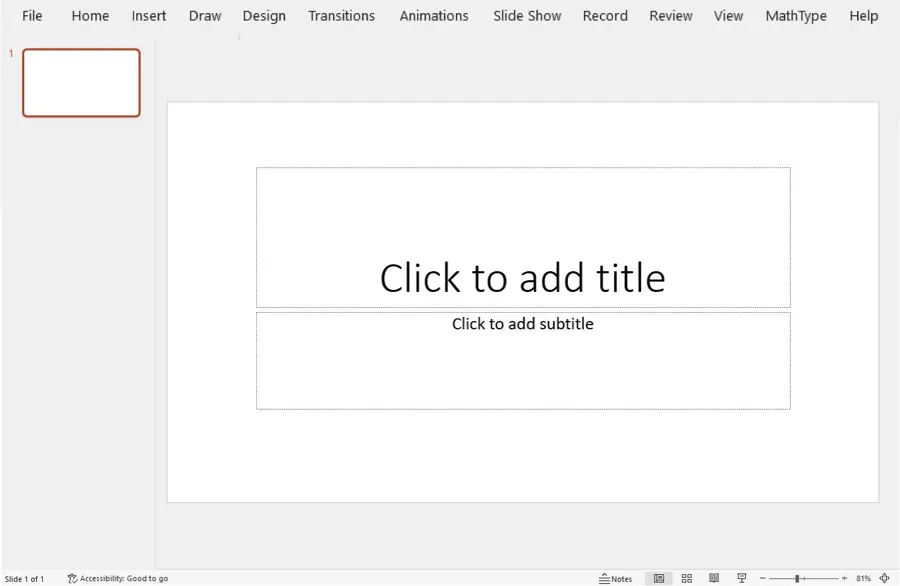 File Home Insert Draw Design Transitions Animations Slide Show Record Review View MathType Help
1
Click to add title
Click to add subtitle
Slide 1 of 1 Accessibility: Good to go Notes 81%